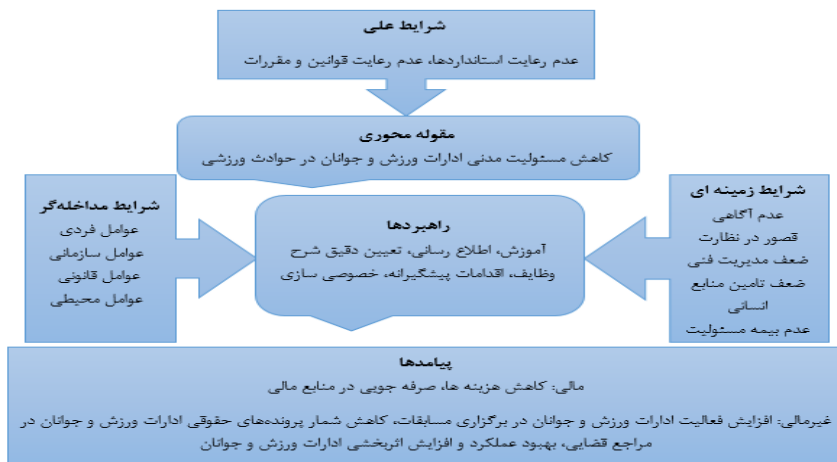 شرایط علی
عدم رعایت استانداردها، عدم رعایت قوانین و مقررات
مقوله محوری
کاهش مسئولیت مدنی ادارات ورزش و جوانان در حوادث ورزشی
شرایط زمینه ای
عدم آگاهی
قصور در نظارت
ضعف مدیریت فنی
ضعف تامین منابع
انسانی
عدم بیمه مسئولیت
راهبردها
آموزش، اطلاع رسانی، تعیین دقیق شرح
وظایف، اقدامات پیشگیرانه، خصوصی سازی
شرایط مداخله‌گر
عوامل فردی
عوامل سازمانی
عوامل قانونی
عوامل محیطی
پیامدها
مالی: کاهش هزینه ها، صرفه جویی در منابع مالی
غیرمالی: افزایش فعالیت ادارات ورزش و جوانان در برگزاری مسابقات، کاهش شمار پرونده‌های حقوقی ادارات ورزش و جوانان در
مراجع قضایی، بهبود عملکرد و افزایش اثربخشی ادارات ورزش و جوانان